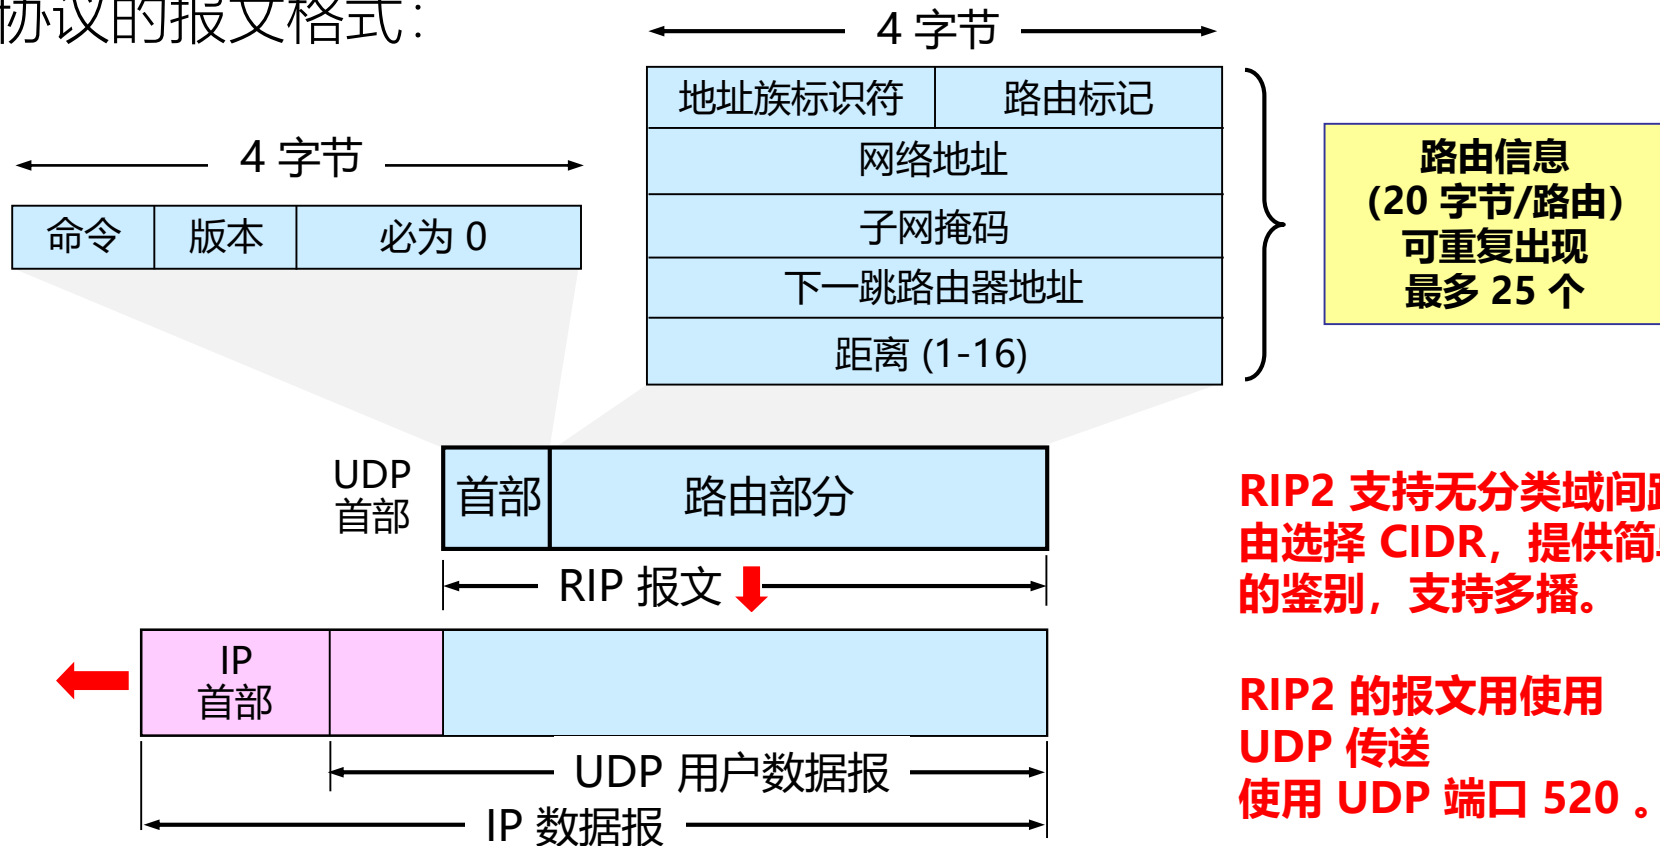 协议的报文格式：
4 字节
地址族标识符 路由标记
网络地址
子网掩码
下一跳路由器地址
距离 (1-16)
路由信息
（20 字节/路由）
可重复出现
最多 25 个
4 字节
命令 版本 必为 0
UDP
首部
首部 路由部分
RIP 报文
IP
首部
UDP 用户数据报
IP 数据报
RIP2 支持无分类域间路
由选择 CIDR，提供简单
的鉴别，支持多播。
RIP2 的报文用使用
UDP 传送
使用 UDP 端口 520 。